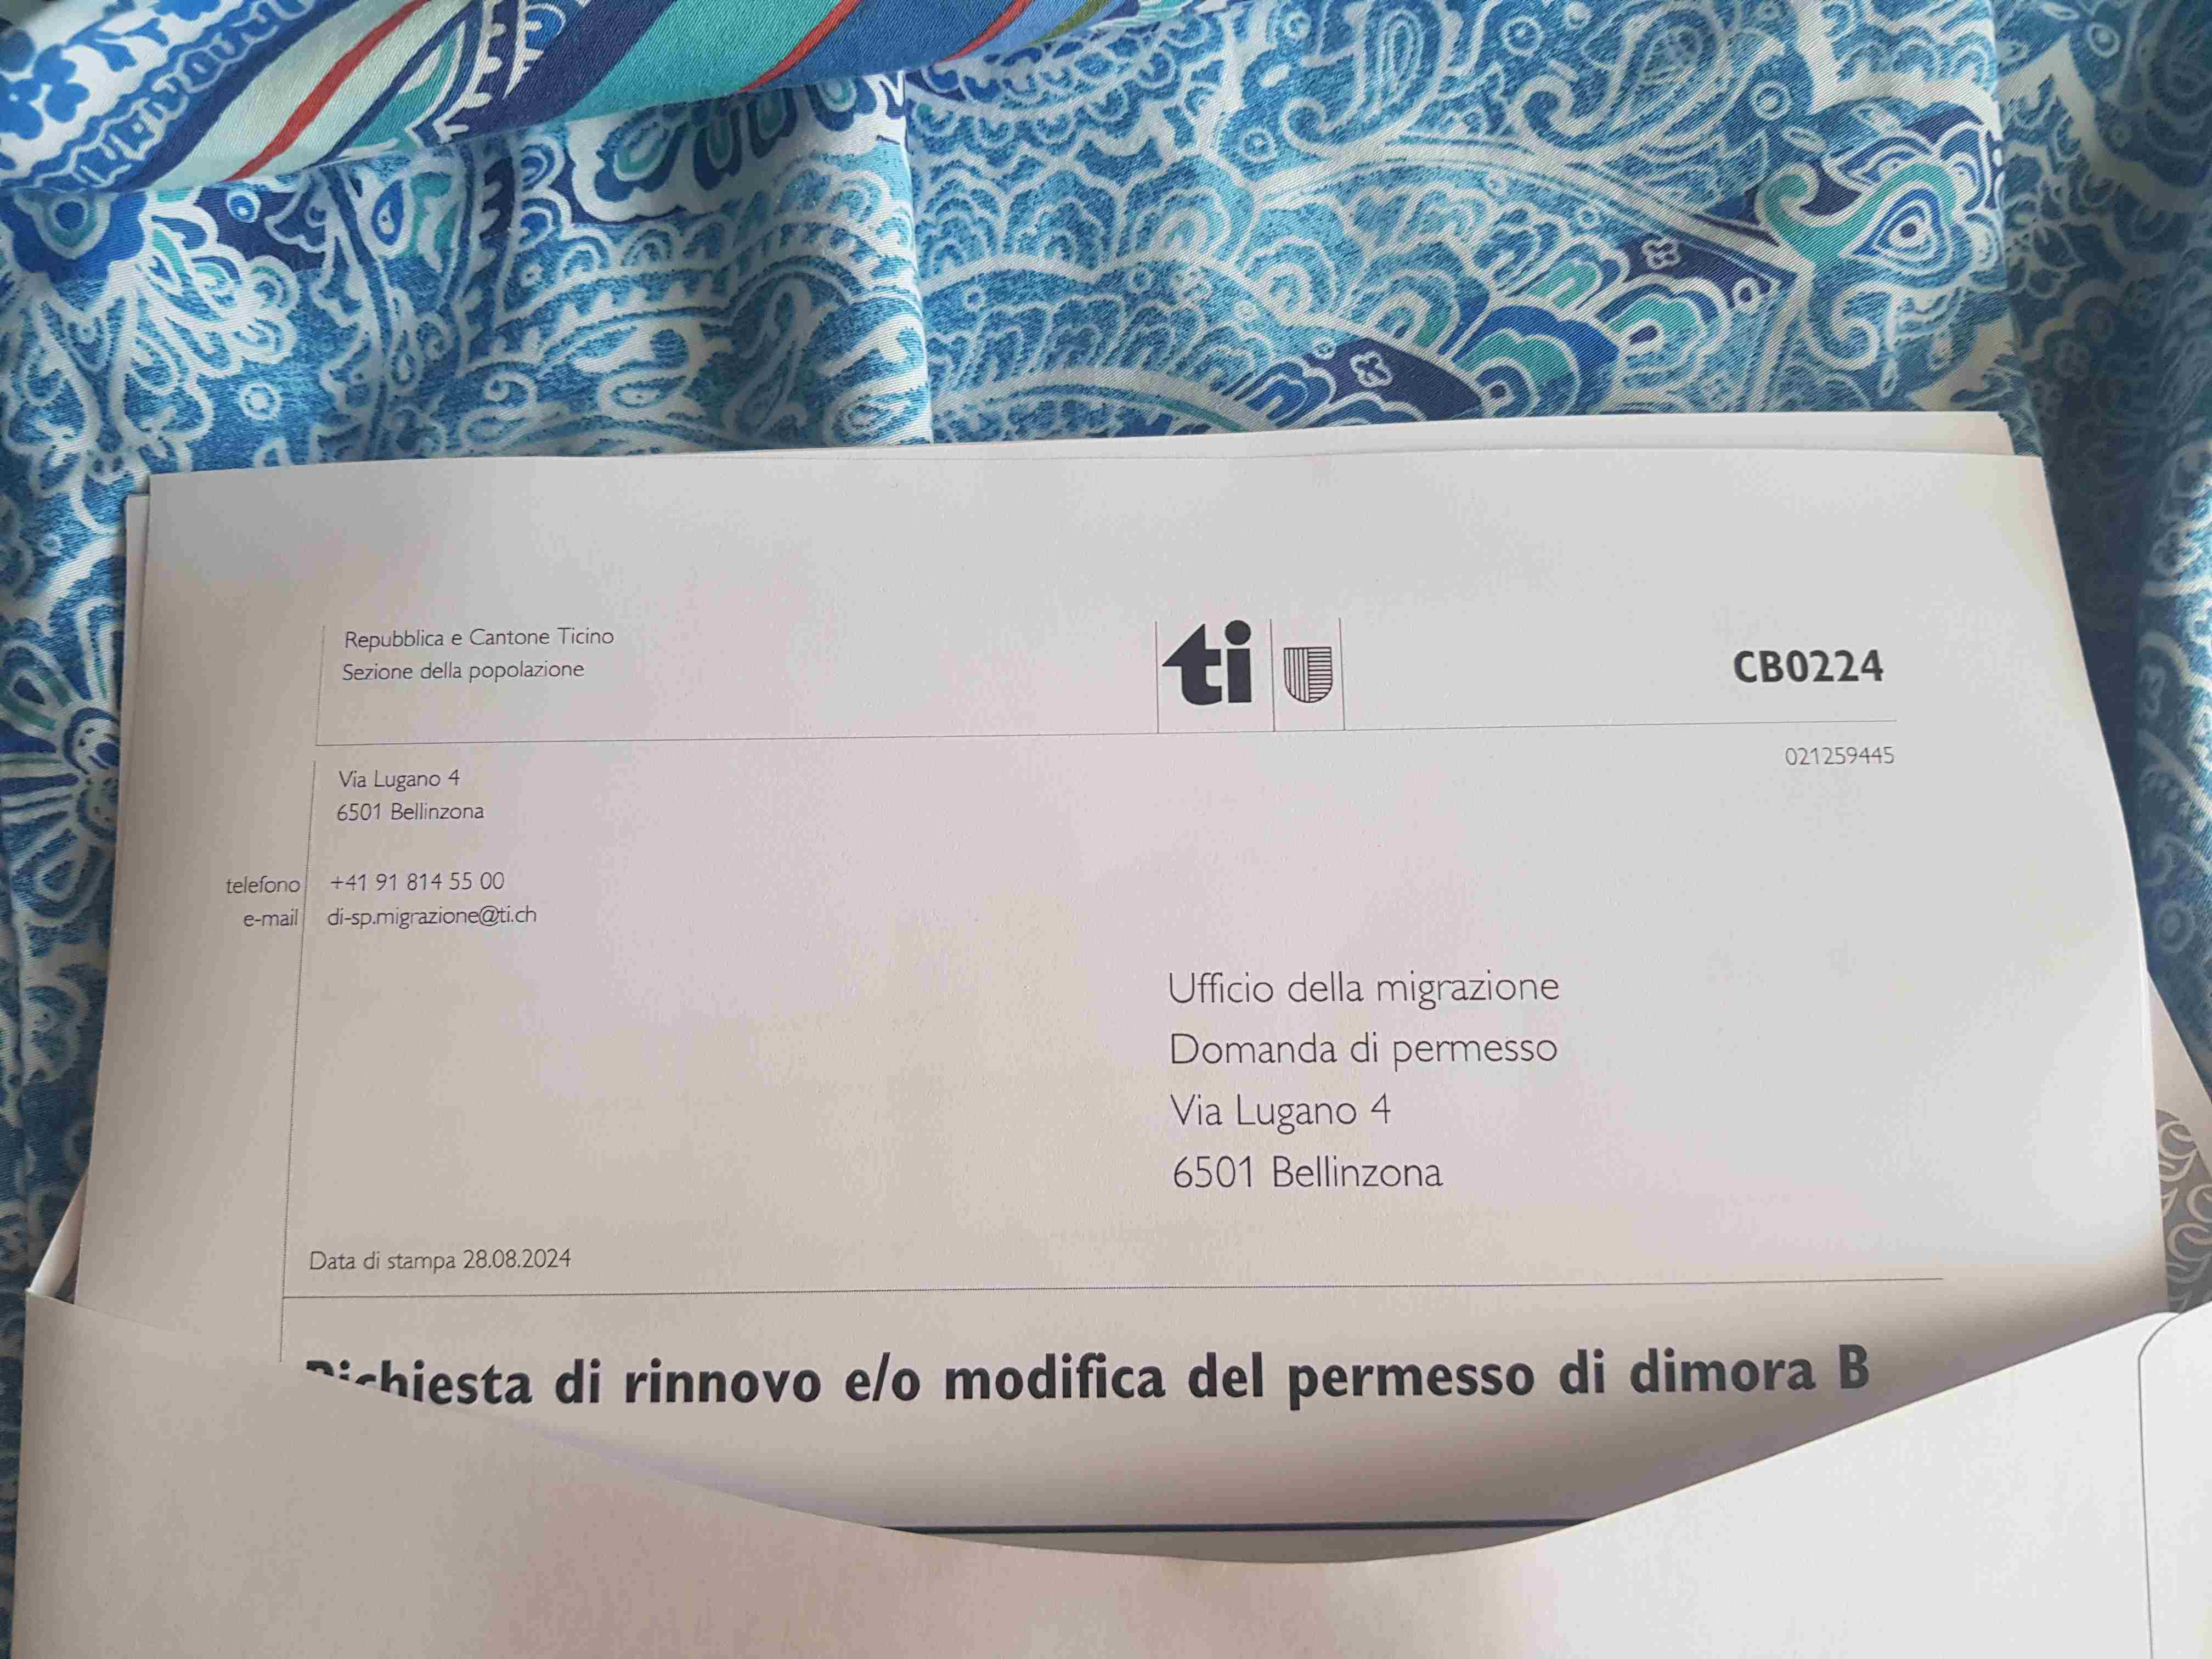 Repubblica e Cantone Ticino
Sezione della popolazione
ti
CB0224
021259445
Via Lugano 4
6501 Bellinzona
telefono +41 91 814 55 00
e-mail di-sp.migrazione@ti.ch
Ufficio della migrazione
Domanda di permesso
Via Lugano 4
6501 Bellinzona
Data di stampa 28.08.2024
Richiesta di rinnovo e/o modifica del permesso di dimora B